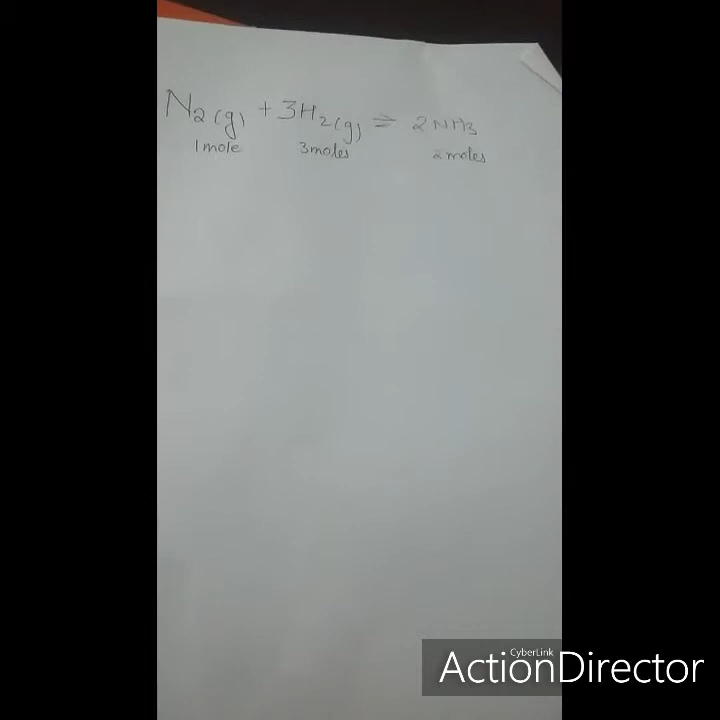 N2(g) + 3H2(g) ⇌ 2NH3
1mole 3moles 2moles
CyberLink
ActionDirector